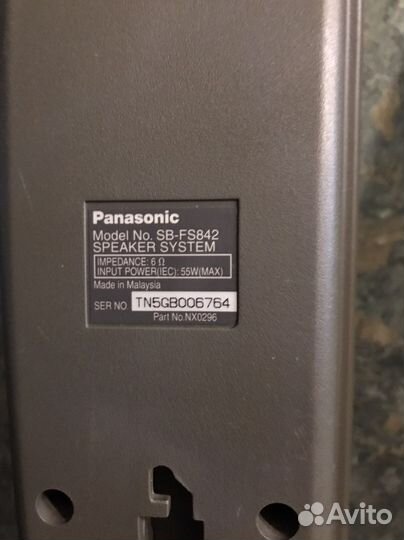 Panasonic
Model No. SB-FS842
SPEAKER SYSTEM
IMPEDANCE: 6 Ω
INPUT POWER(IEC): 55W(MAX)
Made in Malaysia
SER NO. TN5GB006764
Part No.NX0296
Avito